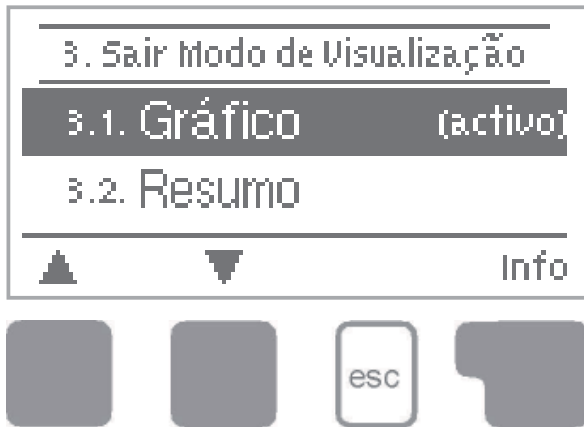 3. Sair Modo de Visualização
3.1. Gráfico (activo)
3.2. Resumo
Info
esc